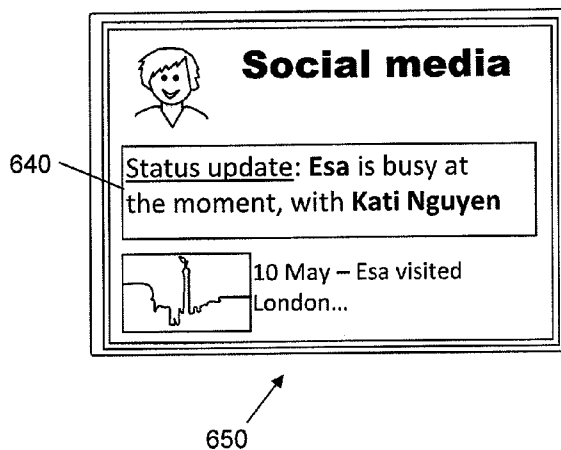 Social media
640
Status update: Esa is busy at
the moment, with Kati Nguyen
10 May – Esa visited
London...
650